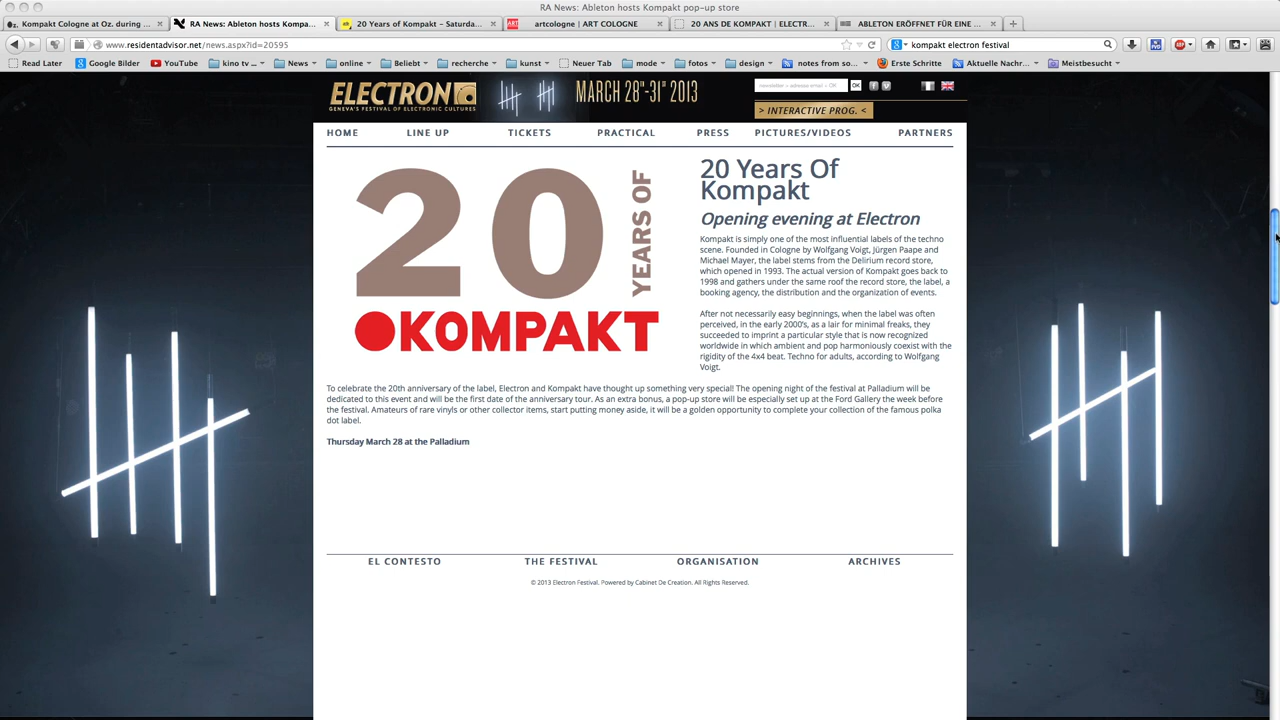 RA News: Ableton hosts Kompakt pop-up store
Kompakt Cologne at Oz. during ...
RA News: Ableton hosts Kompa...
20 Years of Kompakt – Saturda...
artcologne | ART COLOGNE
20 ANS DE KOMPAKT | ELECTR...
ABLETON ERÖFFNET FÜR EINE ...
www.residentadvisor.net/news.aspx?id=20595
kompakt electron festival
Read Later
Google Bilder
YouTube
kino tv ...
News
online
Beliebt
recherche
kunst
Neuer Tab
mode
fotos
design
notes from so...
Erste Schritte
Aktuelle Nachr...
Meistbesucht
ELECTRON
GENEVA'S FESTIVAL OF ELECTRONIC CULTURES
MARCH 28TH-31ST 2013
OK
> INTERACTIVE PROG. <
HOME
LINE UP
TICKETS
PRACTICAL
PRESS
PICTURES/VIDEOS
PARTNERS
20 YEARS OF
KOMPAKT
20 Years Of
Kompakt
Opening evening at Electron
Kompakt is simply one of the most influential labels of the techno
scene. Founded in Cologne by Wolfgang Voigt, Jürgen Paape and
Michael Mayer, the label stems from the Delirium record store,
which opened in 1993. The actual version of Kompakt goes back to
1998 and gathers under the same roof the record store, the label, a
booking agency, the distribution and the organization of events.
After not necessarily easy beginnings, when the label was often
perceived, in the early 2000's, as a lair for minimal freaks, they
succeeded to imprint a particular style that is now recognized
worldwide in which ambient and pop harmoniously coexist with the
rigidity of the 4x4 beat. Techno for adults, according to Wolfgang
Voigt.
To celebrate the 20th anniversary of the label, Electron and Kompakt have thought up something very special! The opening night of the festival at Palladium will be
dedicated to this event and will be the first date of the anniversary tour. As an extra bonus, a pop-up store will be especially set up at the Ford Gallery the week before
the festival. Amateurs of rare vinyls or other collector items, start putting money aside, it will be a golden opportunity to complete your collection of the famous polka
dot label.
Thursday March 28 at the Palladium
EL CONTESTO
THE FESTIVAL
ORGANISATION
ARCHIVES
© 2013 Electron Festival. Powered by Cabinet De Creation. All Rights Reserved.